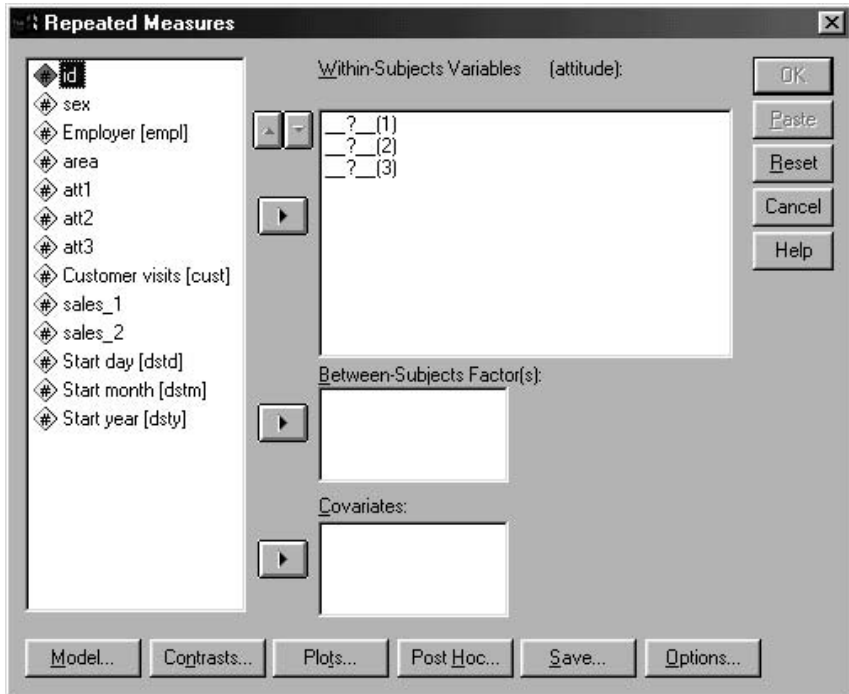 Repeated Measures
id
sex
Employer [empl]
area
att1
att2
att3
Customer visits [cust]
sales_1
sales_2
Start day [dstd]
Start month [dstm]
Start year [dsty]
Within-Subjects Variables (attitude):
__?__(1)
__?__(2)
__?__(3)
Between-Subjects Factor(s):
Covariates:
OK
Paste
Reset
Cancel
Help
Model... Contrasts... Plots... Post Hoc... Save... Options...